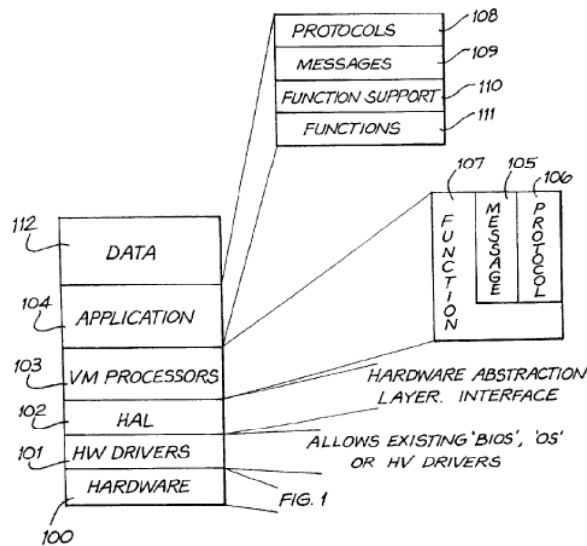 108
PROTOCOLS
109
MESSAGES
110
FUNCTION SUPPORT
111
FUNCTIONS
107
105
106
FUNCTION
MESSAGE
PROTOCOL
112
DATA
104
APPLICATION
103
VM PROCESSORS
102
HAL
101
HW DRIVERS
HARDWARE
100
HARDWARE ABSTRACTION
LAYER. INTERFACE
ALLOWS EXISTING 'BIOS', 'OS'
OR HV DRIVERS
FIG. 1